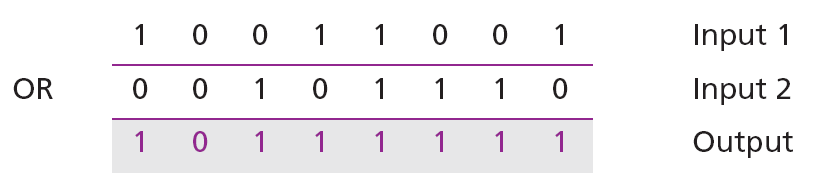 1 0 0 1 1 0 0 1 Input 1
OR 0 0 1 0 1 1 1 0 Input 2
1 0 1 1 1 1 1 1 Output